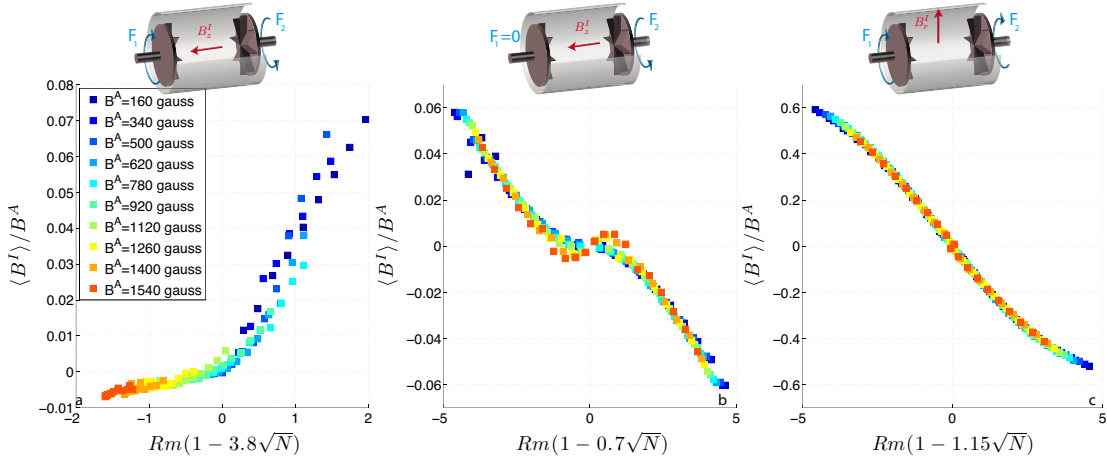 F₁
B_z^I
F₂
F₁=0
B_z^I
F₂
F₁
B_r^I
F₂
⟨B^I⟩/B^A
0.08
0.07
0.06
0.05
0.04
0.03
0.02
0.01
0
−0.01
B^A=160 gauss
B^A=340 gauss
B^A=500 gauss
B^A=620 gauss
B^A=780 gauss
B^A=920 gauss
B^A=1120 gauss
B^A=1260 gauss
B^A=1400 gauss
B^A=1540 gauss
a
−2 −1 0 1 2
Rm(1 − 3.8√N)
⟨B^I⟩/B^A
0.06
0.04
0.02
0
−0.02
−0.04
−0.06
b
−5 0 5
Rm(1 − 0.7√N)
⟨B^I⟩/B^A
0.6
0.4
0.2
0
−0.2
−0.4
−0.6
c
−5 0 5
Rm(1 − 1.15√N)